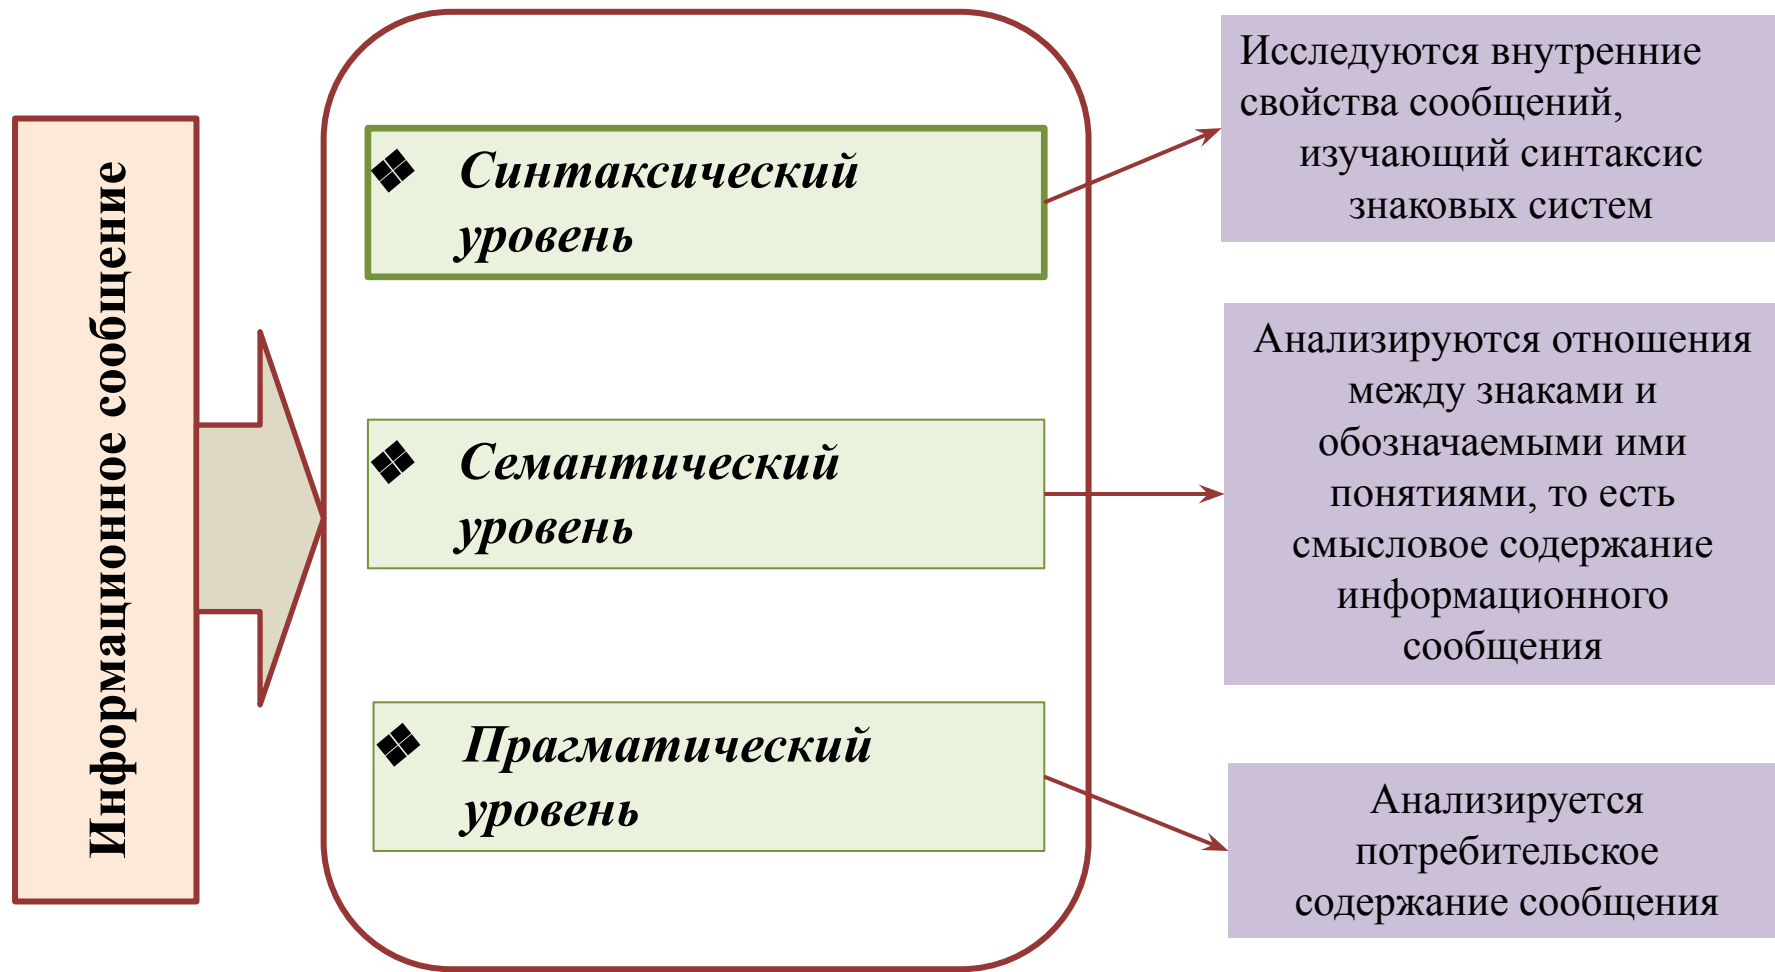 Информационное сообщение
❖ Синтаксический
уровень
Исследуются внутренние
свойства сообщений,
изучающий синтаксис
знаковых систем
❖ Семантический
уровень
Анализируются отношения
между знаками и
обозначаемыми ими
понятиями, то есть
смысловое содержание
информационного
сообщения
❖ Прагматический
уровень
Анализируется
потребительское
содержание сообщения